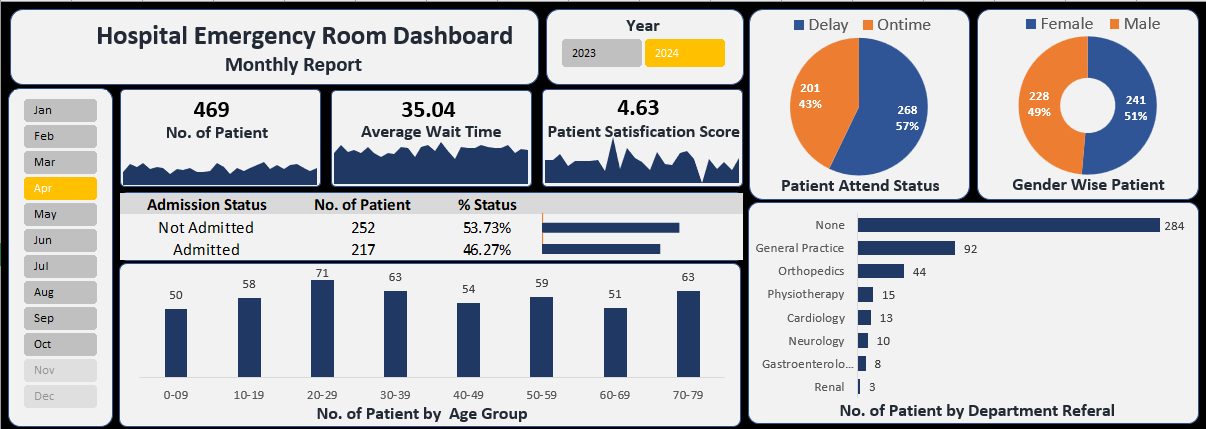 Hospital Emergency Room Dashboard
Monthly Report
Year
2023
2024
Jan
Feb
Mar
Apr
May
Jun
Jul
Aug
Sep
Oct
Nov
Dec
469
No. of Patient
35.04
Average Wait Time
4.63
Patient Satisfication Score
Admission Status No. of Patient % Status
Not Admitted 252 53.73%
Admitted 217 46.27%
50 58 71 63 54 59 51 63
0-09 10-19 20-29 30-39 40-49 50-59 60-69 70-79
No. of Patient by Age Group
Delay Ontime
201
43%
268
57%
Patient Attend Status
Female Male
228
49%
241
51%
Gender Wise Patient
None 284
General Practice 92
Orthopedics 44
Physiotherapy 15
Cardiology 13
Neurology 10
Gastroenterolo... 8
Renal 3
No. of Patient by Department Referal